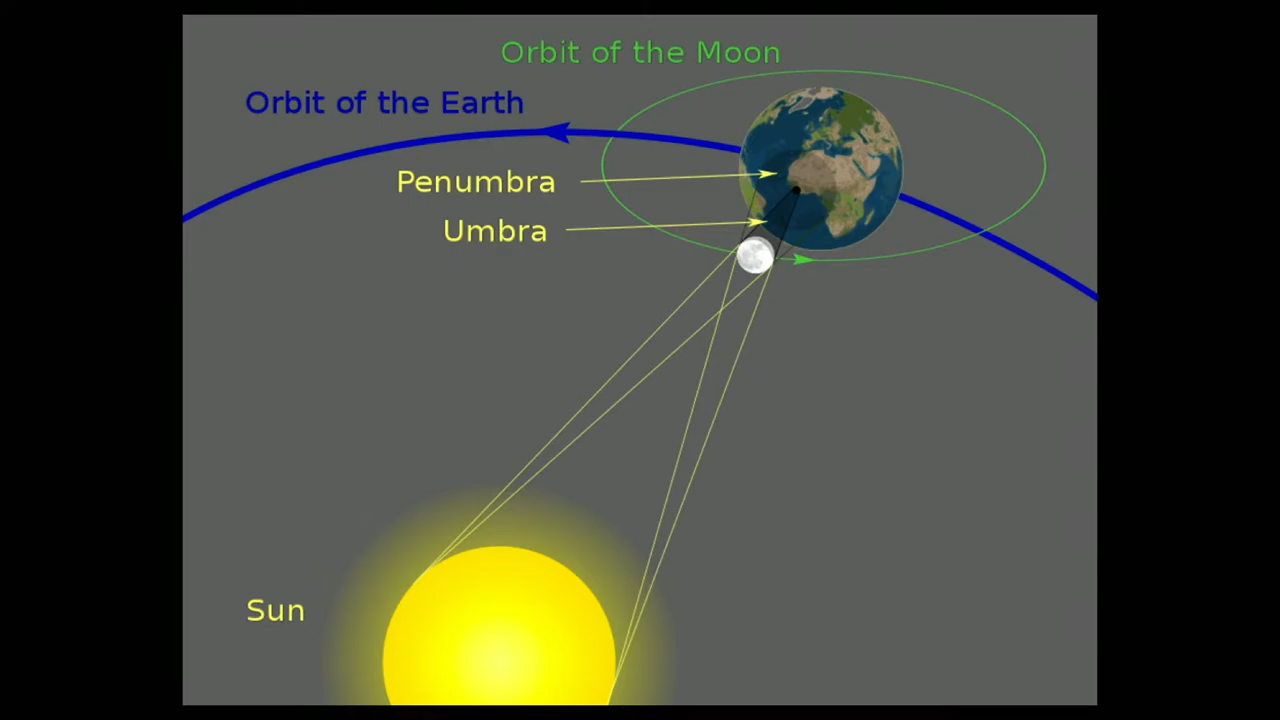 Orbit of the Moon
Orbit of the Earth
Penumbra
Umbra
Sun